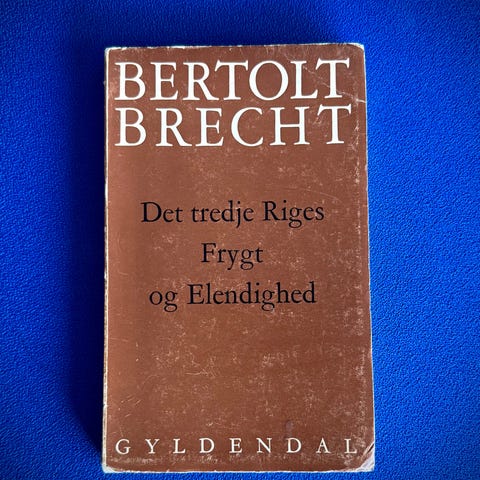 BERTOLT
BRECHT
Det tredje Riges
Frygt
og Elendighed
GYLDENDAL